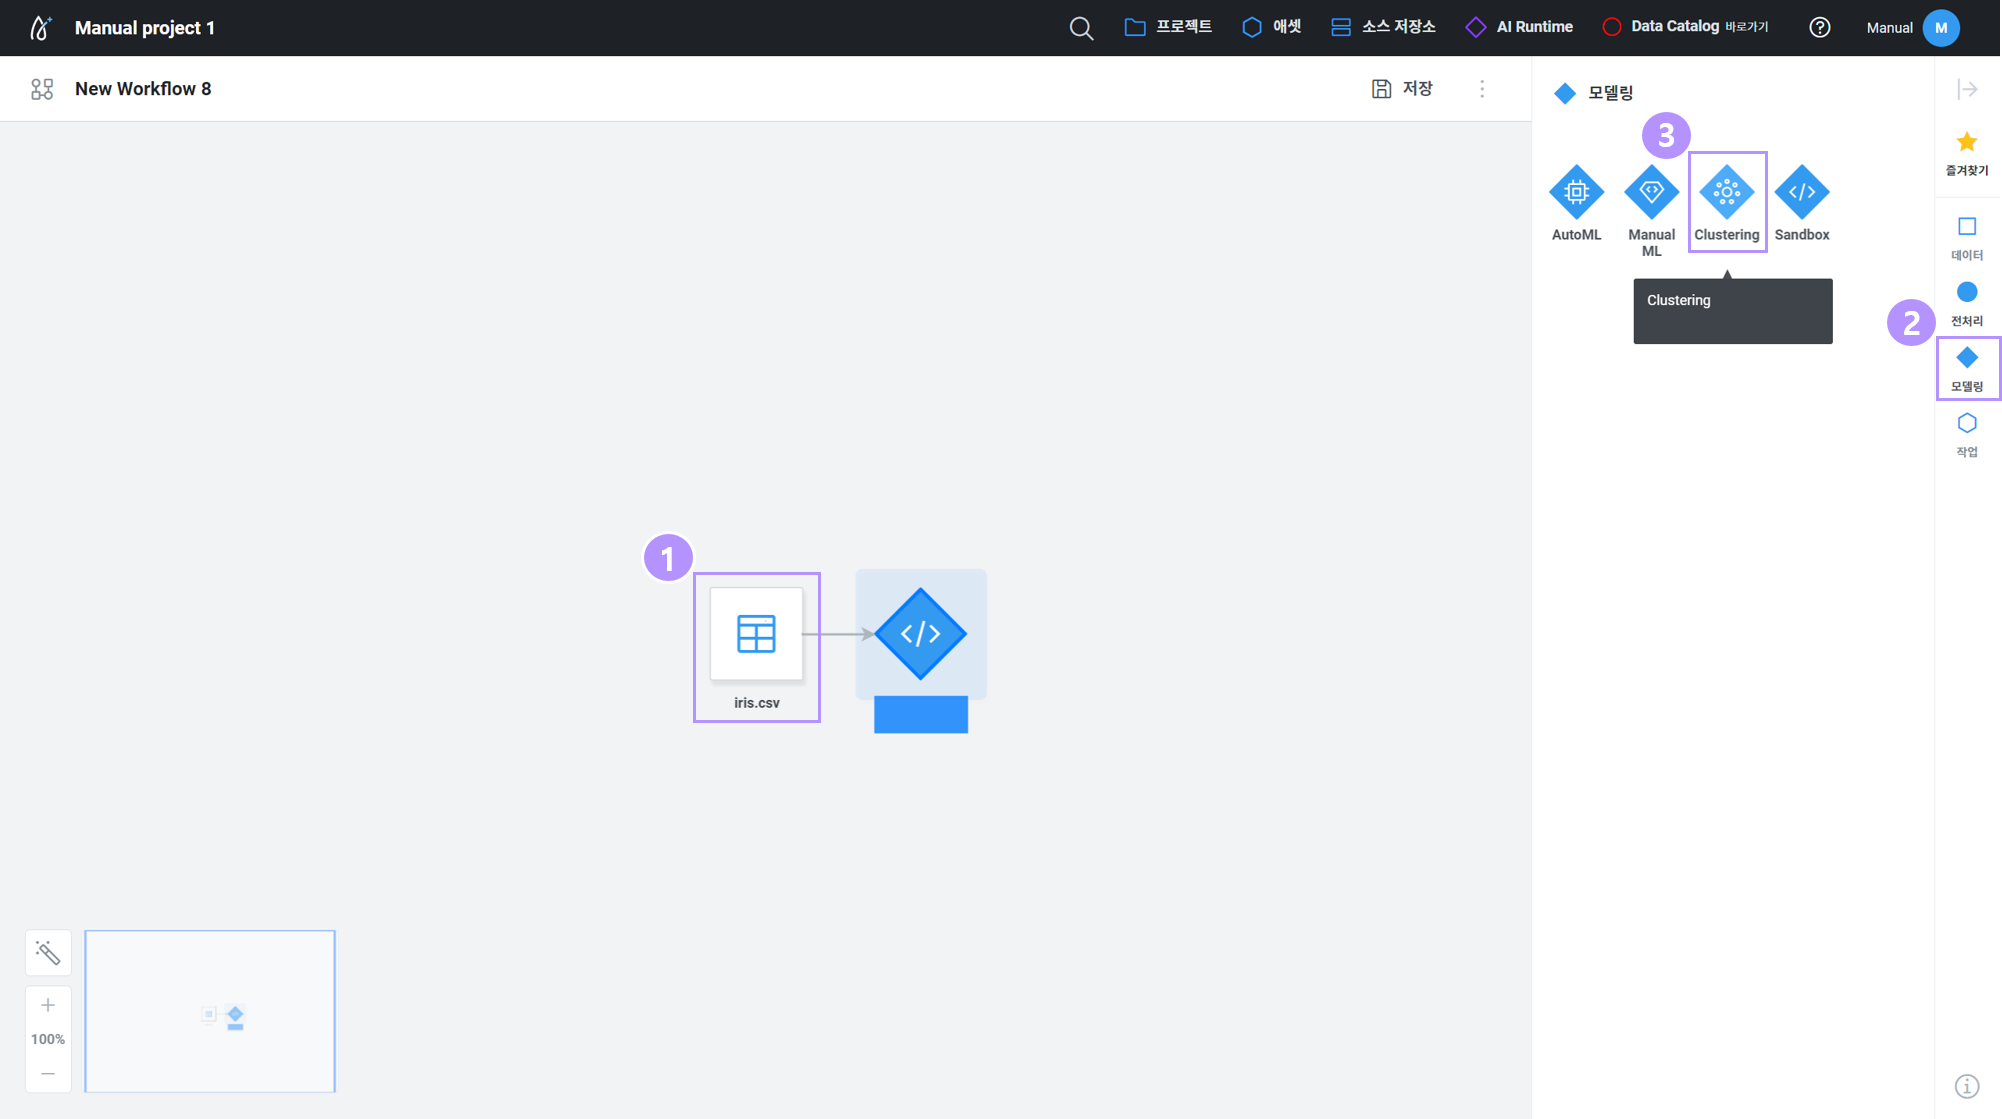 Manual project 1
프로젝트
애셋
소스 저장소
AI Runtime
Data Catalog 바로가기
Manual
M
New Workflow 8
저장
모델링
3
AutoML
Manual
ML
Clustering
Sandbox
Clustering
즐겨찾기
데이터
전처리
2
모델링
작업
1
iris.csv
100%